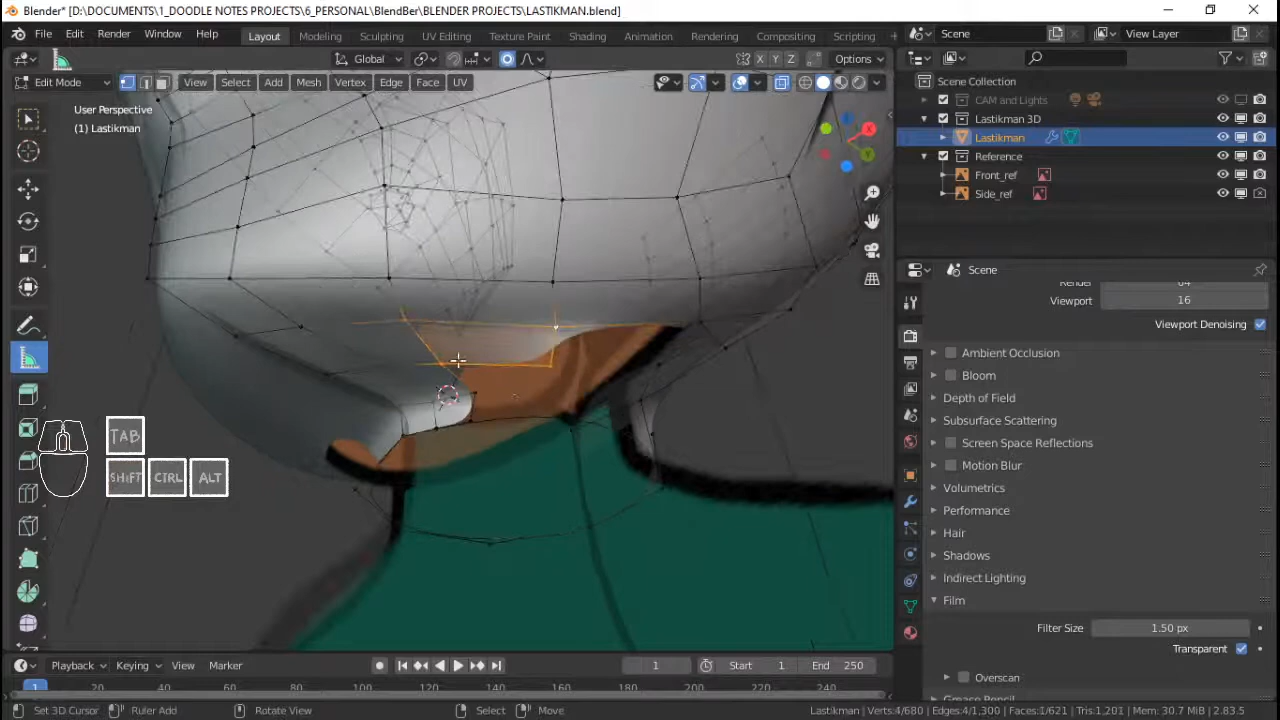 Blender* [D:\DOCUMENTS\1_DOODLE NOTES PROJECTS\6_PERSONAL\BlendBer\BLENDER PROJECTS\LASTIKMAN.blend]
File Edit Render Window Help Layout Modeling Sculpting UV Editing Texture Paint Shading Animation Rendering Compositing Scripting Scene View Layer
Global X Y Z Options
Edit Mode View Select Add Mesh Vertex Edge Face UV
User Perspective
(1) Lastikman
X
Y
Scene Collection
CAM and Lights
Lastikman 3D
Lastikman
Reference
Front_ref
Side_ref
Scene
Viewport 16
Viewport Denoising
Ambient Occlusion
Bloom
Depth of Field
Subsurface Scattering
Screen Space Reflections
Motion Blur
Volumetrics
Performance
Hair
Shadows
Indirect Lighting
Film
Filter Size 1.50 px
Transparent
Overscan
TAB
SHIFT CTRL ALT
Playback Keying View Marker 1 Start 1 End 250
1 20 40 60 80 100 120 140 160 180 200 220 240
Set 3D Cursor Ruler Add Rotate View Select Move Lastikman | Verts:4/680 | Edges:4/1,300 | Faces:1/621 | Tris:1,201 | Mem: 30.7 MiB | 2.83.5